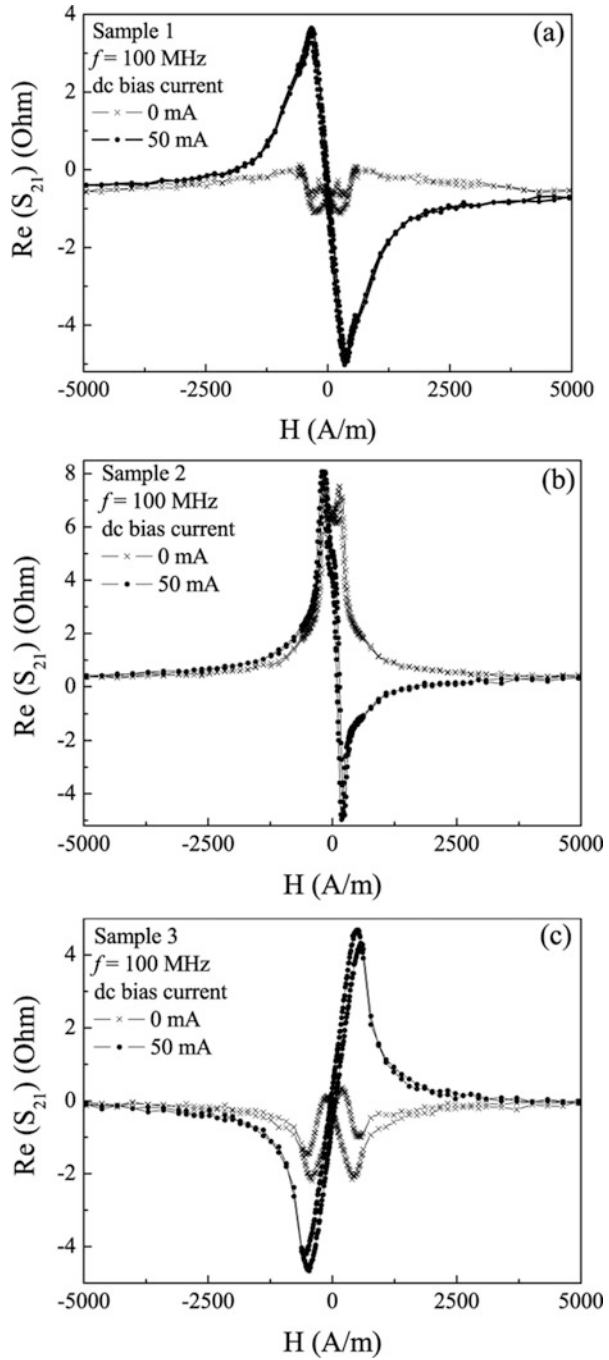 Sample 1
(a)
f = 100 MHz
dc bias current
0 mA
50 mA
Re (S21) (Ohm)
4
2
0
-2
-4
-5000 -2500 0 2500 5000
H (A/m)
Sample 2
(b)
f = 100 MHz
dc bias current
0 mA
50 mA
Re (S21) (Ohm)
8
6
4
2
0
-2
-4
-5000 -2500 0 2500 5000
H (A/m)
Sample 3
(c)
f = 100 MHz
dc bias current
0 mA
50 mA
Re (S21) (Ohm)
4
2
0
-2
-4
-5000 -2500 0 2500 5000
H (A/m)